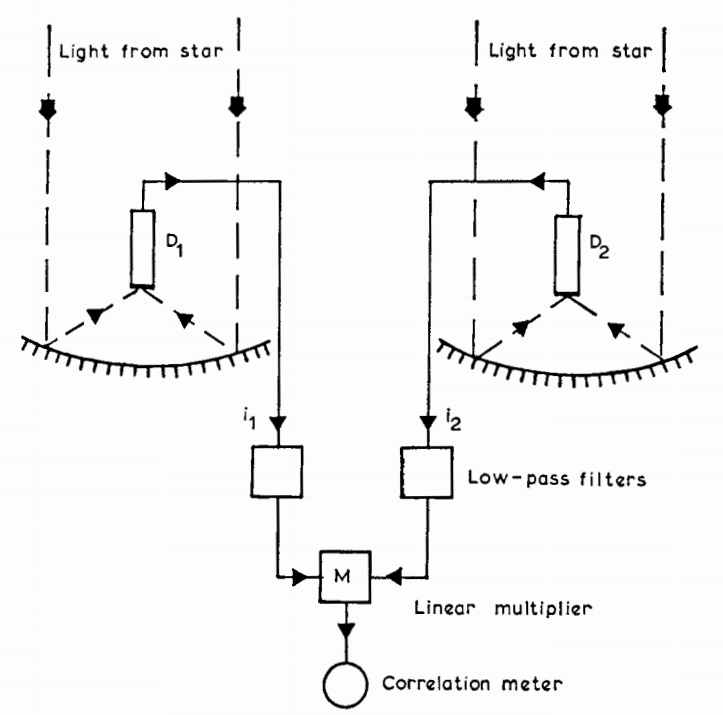 Light from star
Light from star
D1
D2
i1
i2
Low-pass filters
M
Linear multiplier
Correlation meter